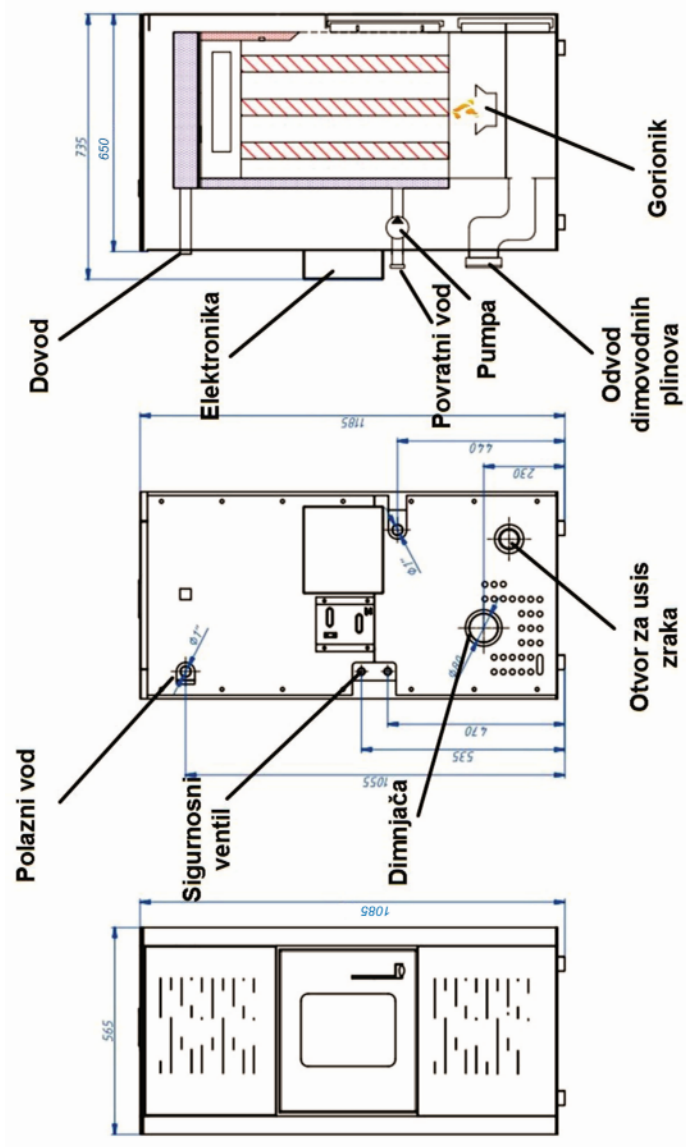 735
650
Dovod
Elektronika
Povratni vod
Pumpa
Odvod
dimovodnih
plinova
Gorionik
1185
440
230
Ø1"
Ø1"
Ø80
470
535
1055
Polazni vod
Sigurnosni
ventil
Dimnjača
Otvor za usis
zraka
565
1085